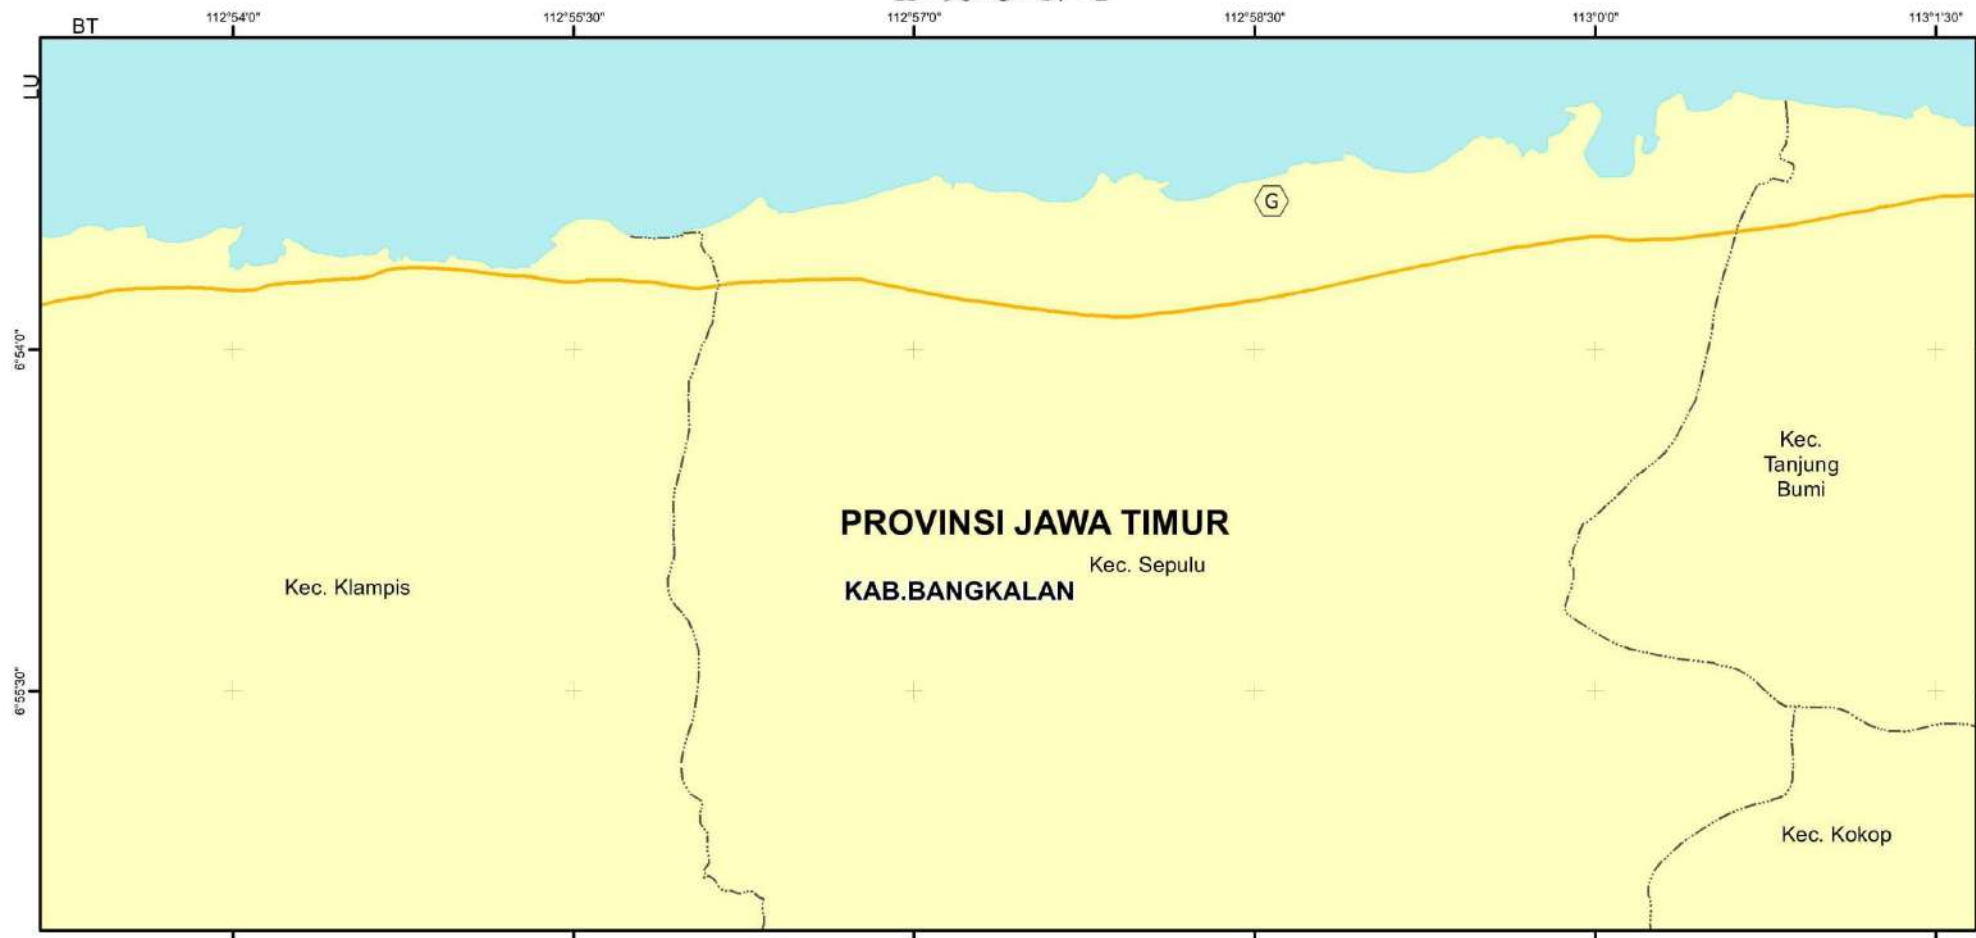 BT
112°54'0"
112°55'30"
112°57'0"
112°58'30"
113°0'0"
113°1'30"
LU
G
6°54'0"
Kec.
Tanjung
Bumi
PROVINSI JAWA TIMUR
Kec. Sepulu
Kec. Klampis
KAB.BANGKALAN
6°55'30"
Kec. Kokop